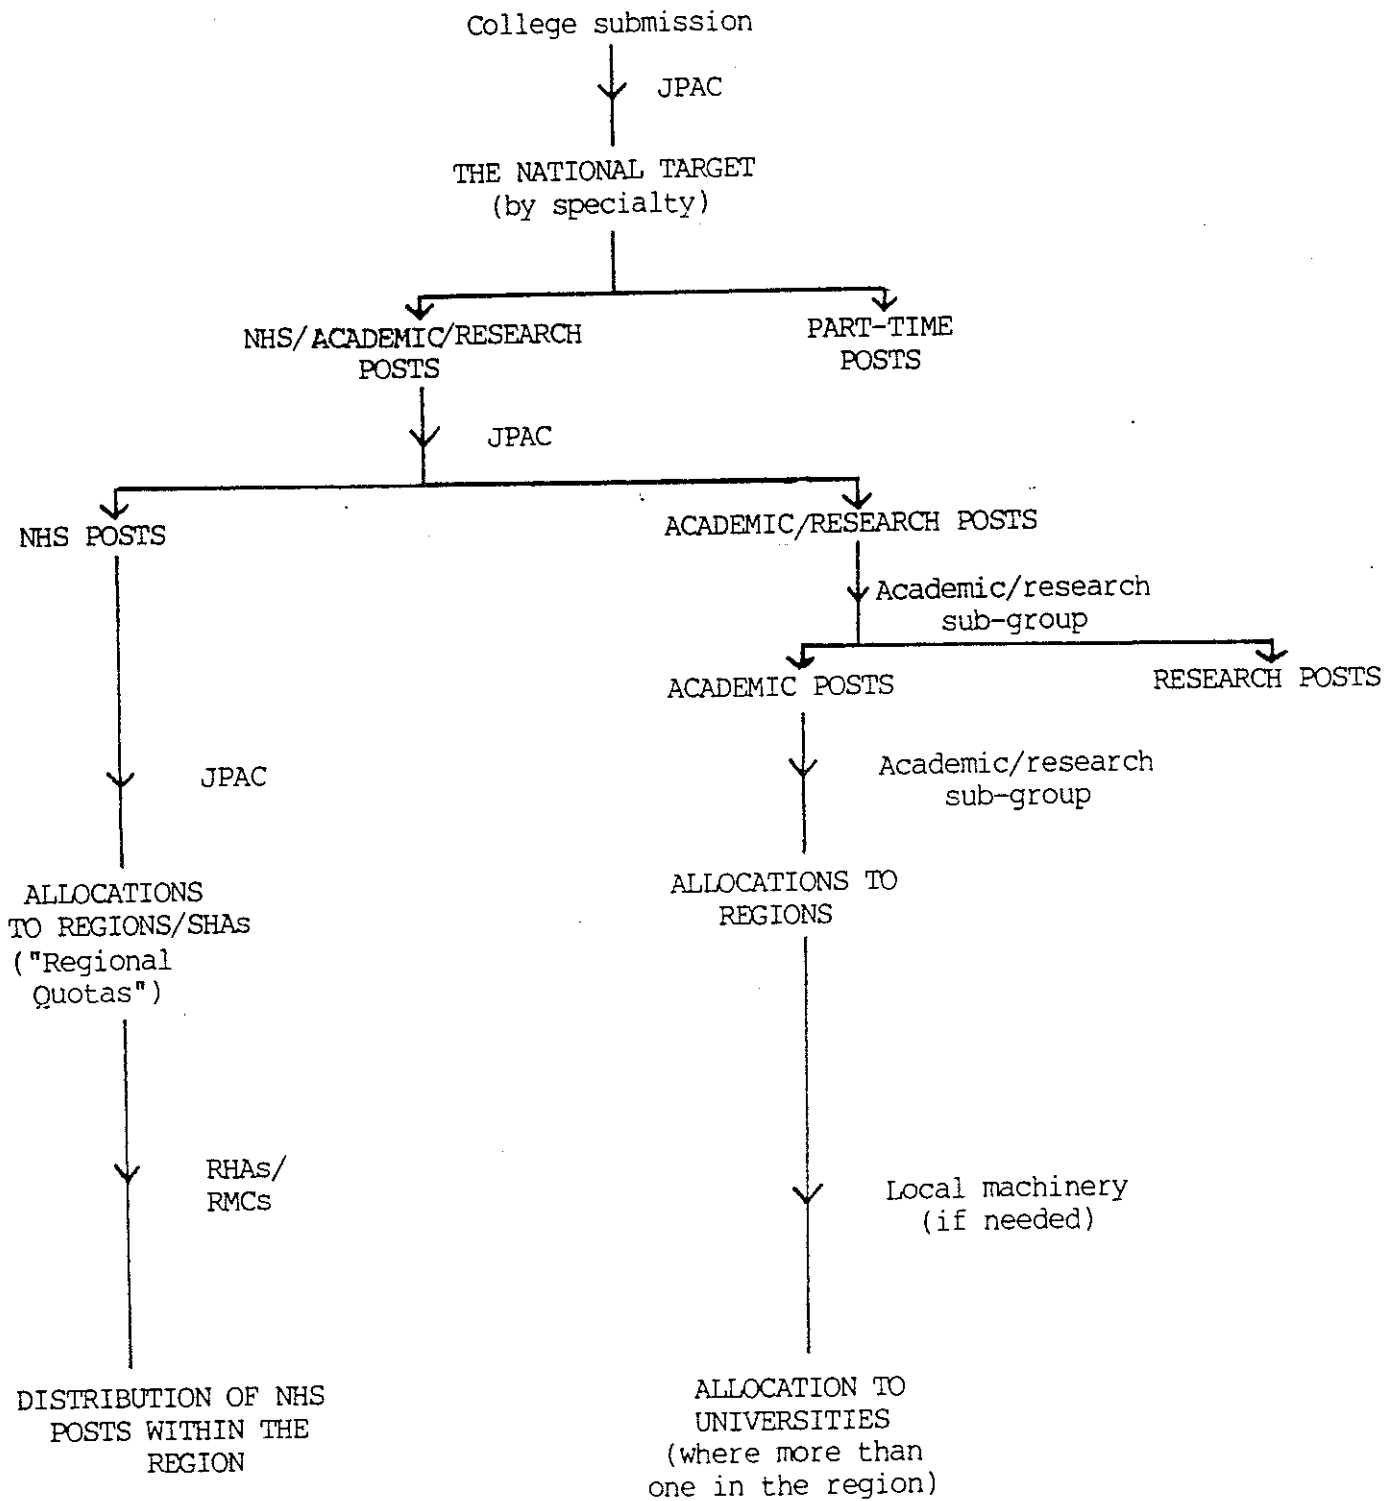 College submission
JPAC
THE NATIONAL TARGET
(by specialty)
NHS/ACADEMIC/RESEARCH
POSTS
PART-TIME
POSTS
JPAC
NHS POSTS
ACADEMIC/RESEARCH POSTS
Academic/research
sub-group
ACADEMIC POSTS
RESEARCH POSTS
JPAC
Academic/research
sub-group
ALLOCATIONS
TO REGIONS/SHAs
("Regional
Quotas")
ALLOCATIONS TO
REGIONS
RHAs/
RMCs
Local machinery
(if needed)
DISTRIBUTION OF NHS
POSTS WITHIN THE
REGION
ALLOCATION TO
UNIVERSITIES
(where more than
one in the region)